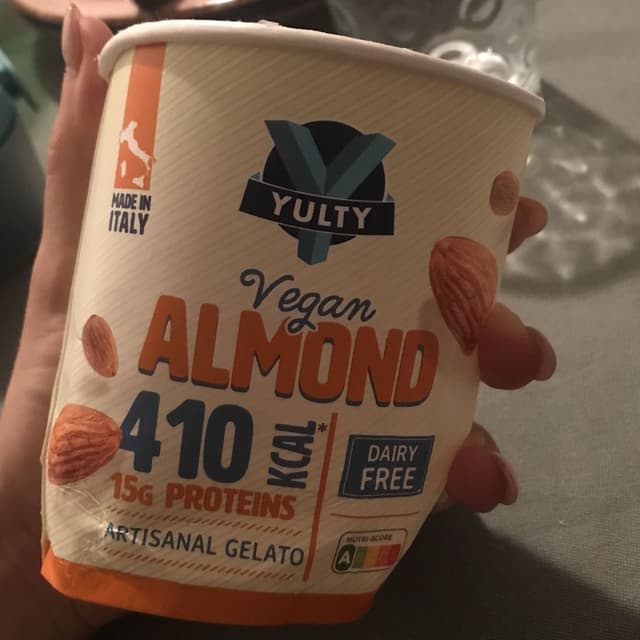 MADE IN
ITALY
YULTY
Vegan
ALMOND
410 KCAL*
15G PROTEINS
DAIRY
FREE
ARTISANAL GELATO
NUTRI-SCORE
A